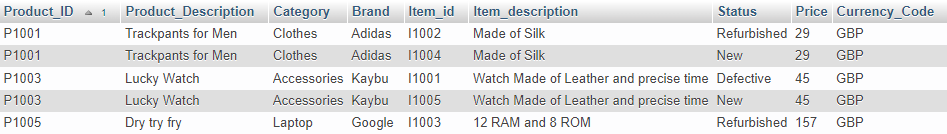 Product_ID 1 Product_Description Category Brand Item_id Item_description Status Price Currency_Code
P1001 Trackpants for Men Clothes Adidas I1002 Made of Silk Refurbished 29 GBP
P1001 Trackpants for Men Clothes Adidas I1004 Made of Silk New 29 GBP
P1003 Lucky Watch Accessories Kaybu I1001 Watch Made of Leather and precise time Defective 45 GBP
P1003 Lucky Watch Accessories Kaybu I1005 Watch Made of Leather and precise time New 45 GBP
P1005 Dry try fry Laptop Google I1003 12 RAM and 8 ROM Refurbished 157 GBP